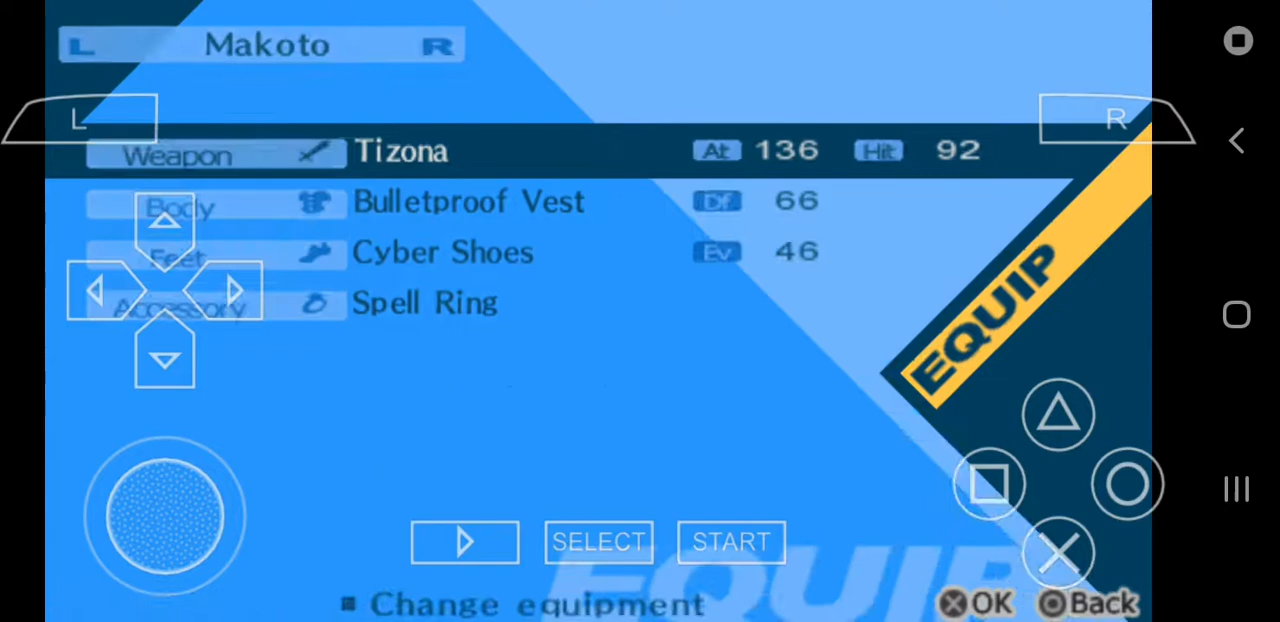 L Makoto R
L
R
Weapon Tizona At 136 Hit 92
Body Bulletproof Vest Df 66
Feet Cyber Shoes Ev 46
Accessory Spell Ring
EQUIP
SELECT START
EQUIP
Change equipment
OK Back